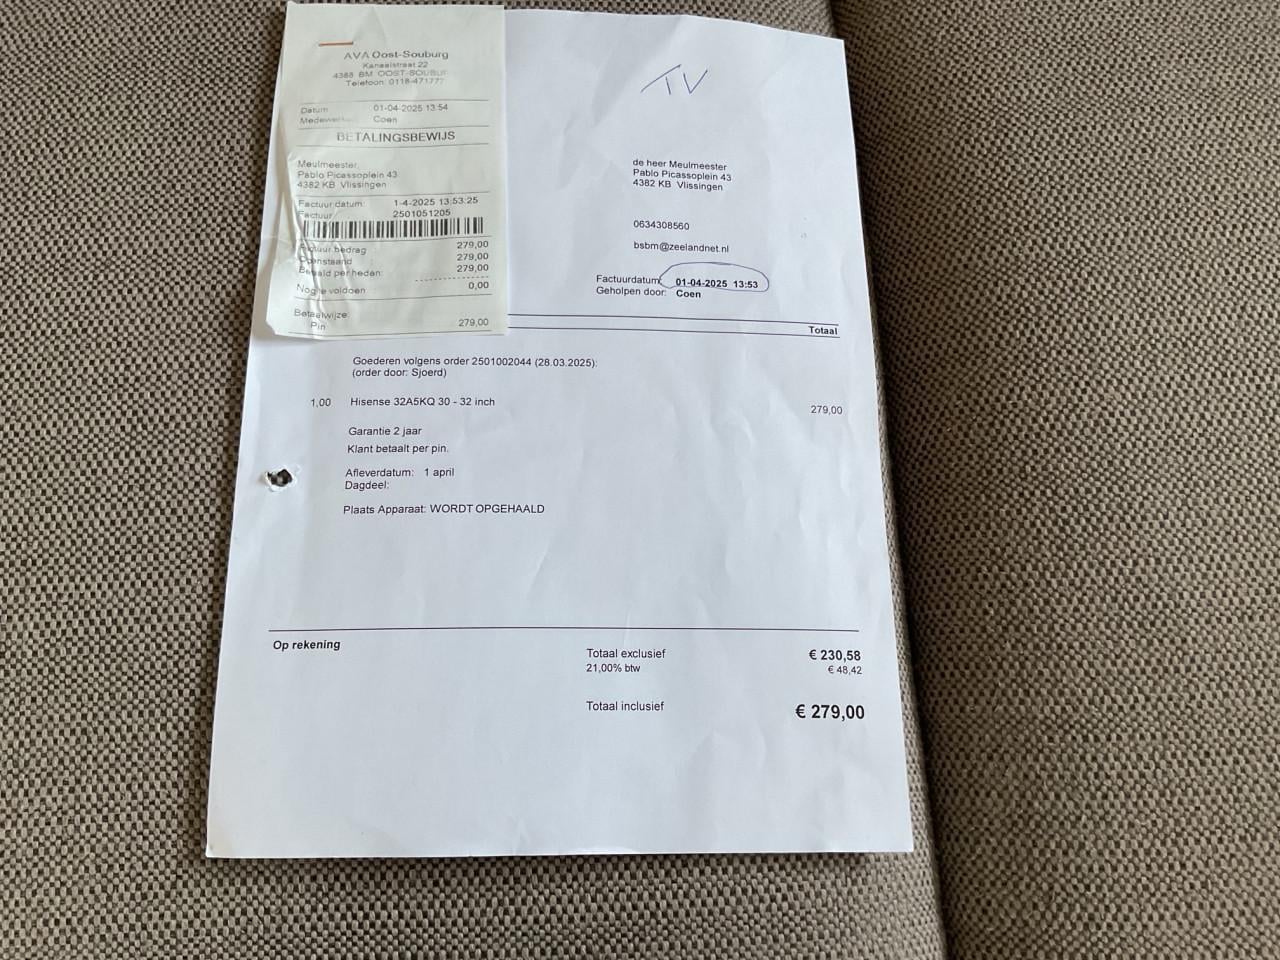 AVA Oost-Souburg
Kanaalstraat 22
4388 BM OOST-SOUBURG
Telefoon: 0118-471777
Datum 01-04-2025 13:54
Medewerker Coen
BETALINGSBEWIJS
Meulmeester,
Pablo Picassoplein 43
4382 KB Vlissingen
Factuur datum: 1-4-2025 13:53:25
Factuur 2501051205
Factuur bedrag 279,00
Openstaand : 279,00
Betaald per heden: 279,00
Nog te voldoen 0,00
Betaalwijze:
Pin 279,00
TV
de heer Meulmeester
Pablo Picassoplein 43
4382 KB Vlissingen
0634308560
bsbm@zeelandnet.nl
Factuurdatum: 01-04-2025 13:53
Geholpen door: Coen
Totaal
Goederen volgens order 2501002044 (28.03.2025):
(order door: Sjoerd)
1,00 Hisense 32A5KQ 30 - 32 inch 279,00
Garantie 2 jaar
Klant betaalt per pin.
Afleverdatum: 1 april
Dagdeel:
Plaats Apparaat: WORDT OPGEHAALD
Op rekening
Totaal exclusief € 230,58
21,00% btw € 48,42
Totaal inclusief € 279,00